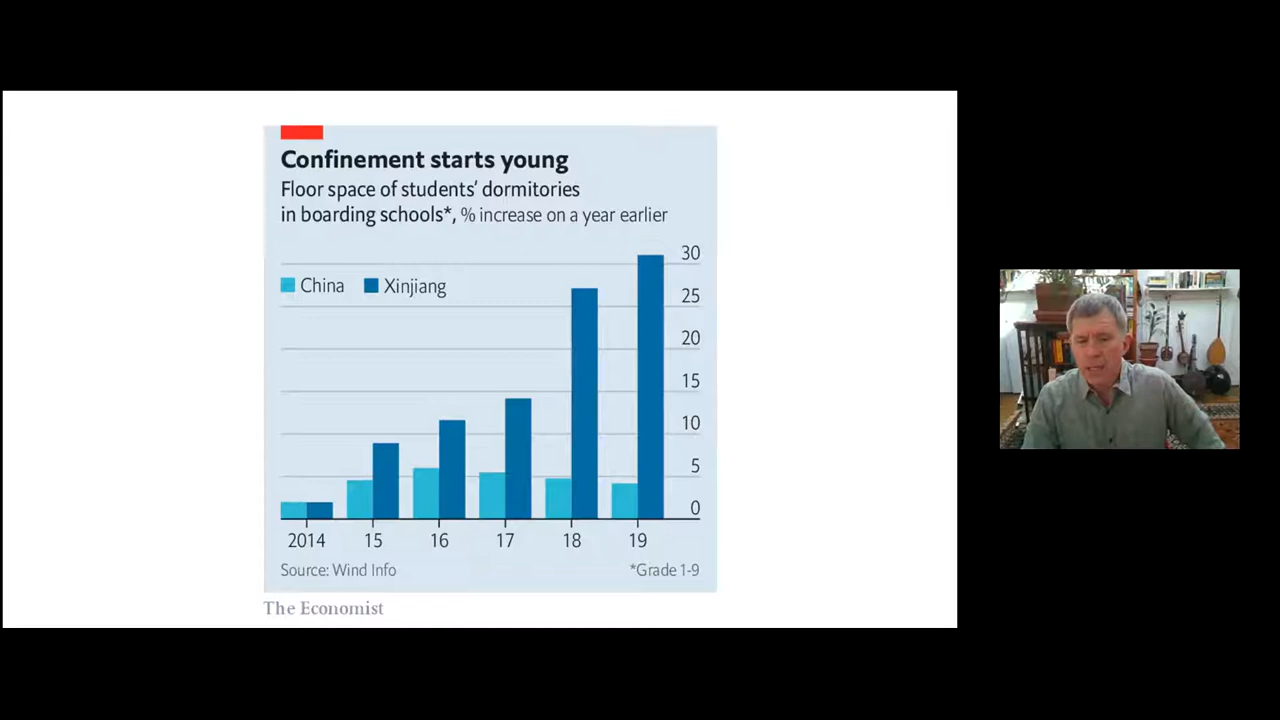 Confinement starts young
Floor space of students' dormitories
in boarding schools*, % increase on a year earlier
China Xinjiang
30
25
20
15
10
5
0
2014 15 16 17 18 19
Source: Wind Info *Grade 1-9
The Economist